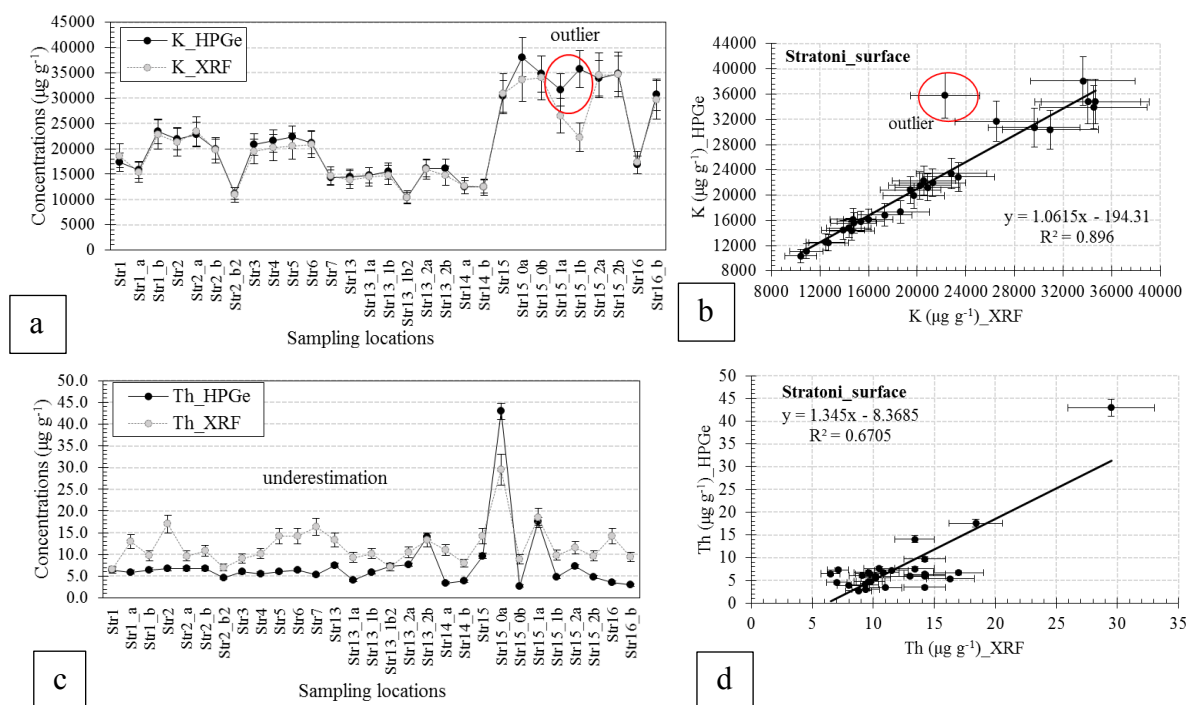 45000
40000
35000
30000
25000
20000
15000
10000
5000
0
Concentrations (μg g-1)
K_HPGe
K_XRF
outlier
Str1
Str1_a
Str1_b
Str2
Str2_a
Str2_b
Str2_b2
Str3
Str4
Str5
Str6
Str7
Str13
Str13_1a
Str13_1b
Str13_1b2
Str13_2a
Str13_2b
Str14_a
Str14_b
Str15
Str15_0a
Str15_0b
Str15_1a
Str15_1b
Str15_2a
Str15_2b
Str16
Str16_b
Sampling locations
a
44000
40000
36000
32000
28000
24000
20000
16000
12000
8000
K (μg g-1)_HPGe
Stratoni_surface
outlier
y = 1.0615x - 194.31
R² = 0.896
8000 12000 16000 20000 24000 28000 32000 36000 40000
K (μg g-1)_XRF
b
50.0
45.0
40.0
35.0
30.0
25.0
20.0
15.0
10.0
5.0
0.0
Concentrations (μg g-1)
Th_HPGe
Th_XRF
underestimation
Str1
Str1_a
Str1_b
Str2
Str2_a
Str2_b
Str2_b2
Str3
Str4
Str5
Str6
Str7
Str13
Str13_1a
Str13_1b
Str13_1b2
Str13_2a
Str13_2b
Str14_a
Str14_b
Str15
Str15_0a
Str15_0b
Str15_1a
Str15_1b
Str15_2a
Str15_2b
Str16
Str16_b
Sampling locations
c
50
45
40
35
30
25
20
15
10
5
0
Th (μg g-1)_HPGe
Stratoni_surface
y = 1.345x - 8.3685
R² = 0.6705
0 5 10 15 20 25 30 35
Th (μg g-1)_XRF
d